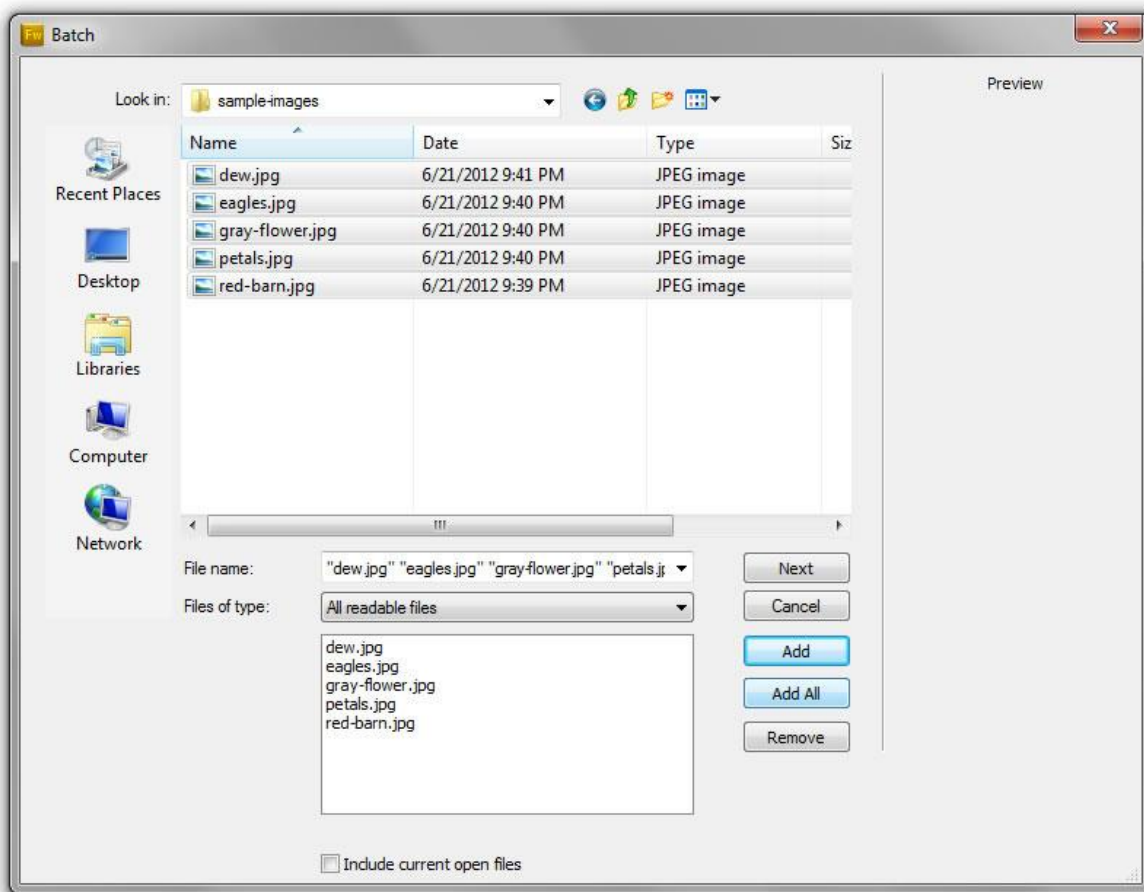 Fw Batch
Preview
Look in: sample-images
Name Date Type Siz
dew.jpg 6/21/2012 9:41 PM JPEG image
eagles.jpg 6/21/2012 9:40 PM JPEG image
gray-flower.jpg 6/21/2012 9:40 PM JPEG image
petals.jpg 6/21/2012 9:40 PM JPEG image
red-barn.jpg 6/21/2012 9:39 PM JPEG image
Recent Places
Desktop
Libraries
Computer
Network
File name: "dew.jpg" "eagles.jpg" "gray-flower.jpg" "petals.jp Next
Files of type: All readable files Cancel
dew.jpg
eagles.jpg
gray-flower.jpg
petals.jpg
red-barn.jpg
Add
Add All
Remove
Include current open files